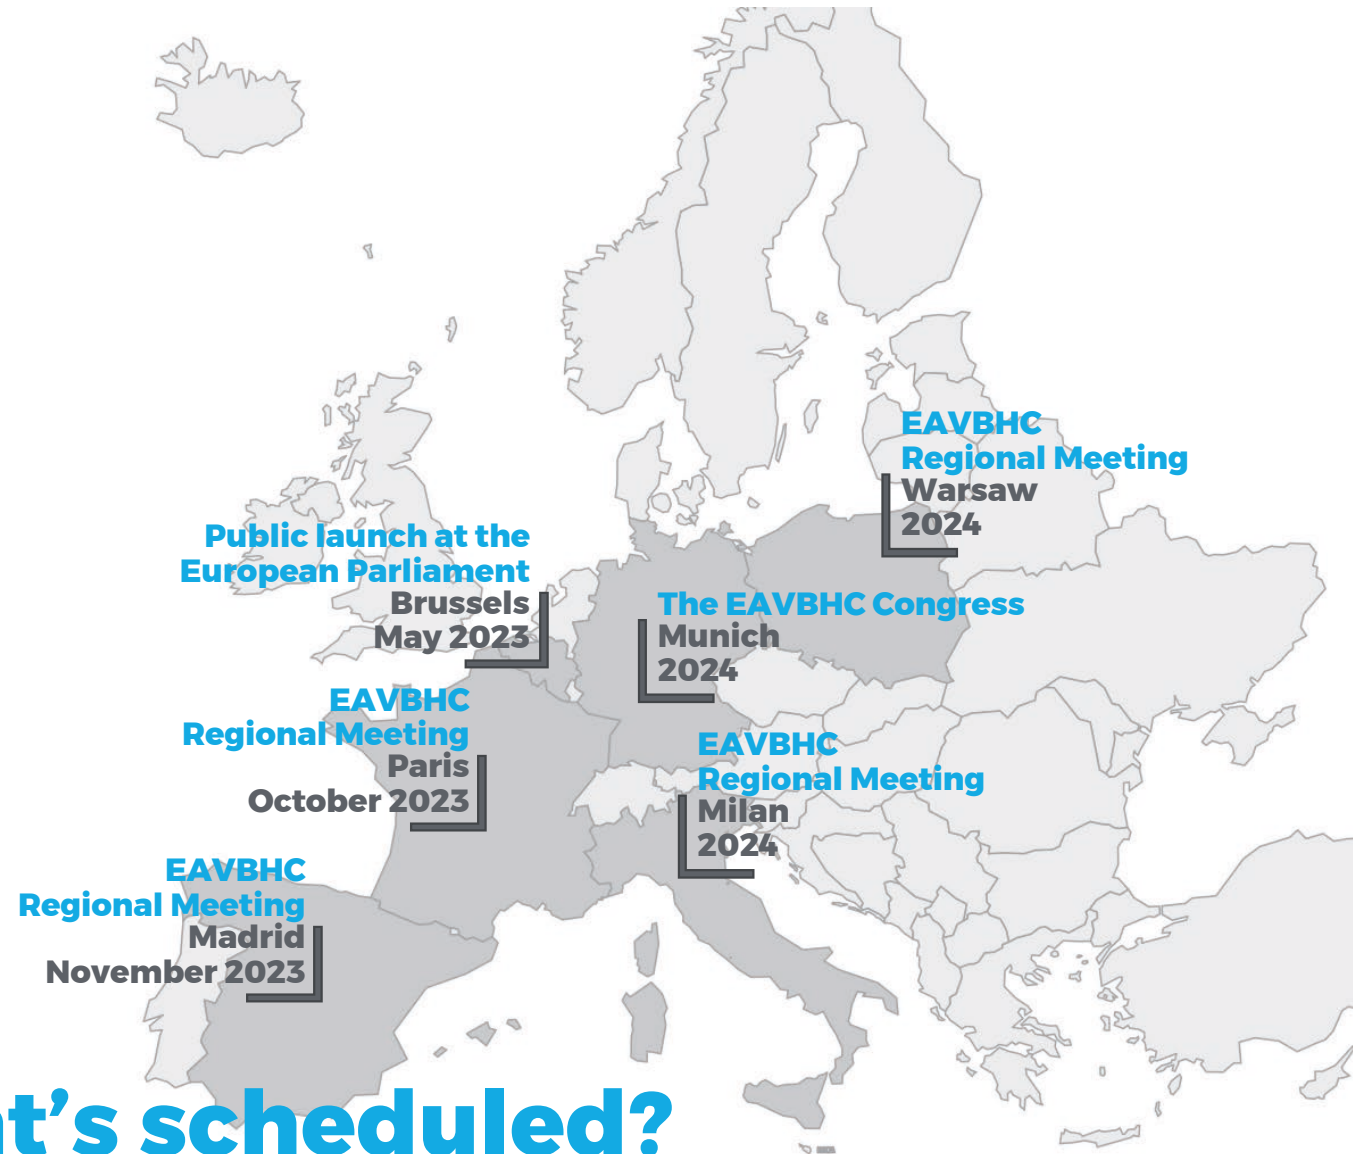 EAVBHC
Regional Meeting
Warsaw
2024
Public launch at the
European Parliament
Brussels
May 2023
The EAVBHC Congress
Munich
2024
EAVBHC
Regional Meeting
Paris
October 2023
EAVBHC
Regional Meeting
Milan
2024
EAVBHC
Regional Meeting
Madrid
November 2023
t's scheduled?